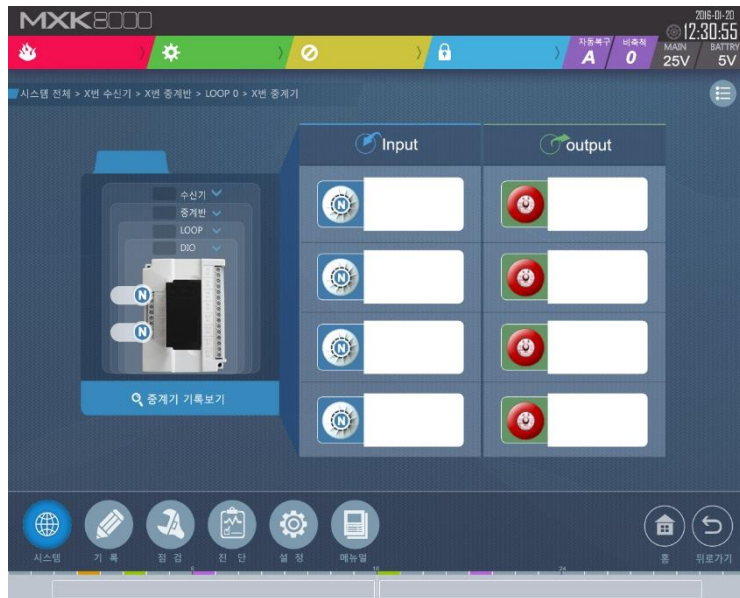 MXK8000
2016-01-20
12:30:55
자동복구
A
비축적
0
MAIN
25V
BATTRY
5V
시스템 전체 > X번 수신기 > X번 중계반 > LOOP 0 > X번 중계기
Input
output
수신기
중계반
LOOP
DIO
N
N
N
N
N
N
중계기 기록보기
시스템
기 록
점 검
진 단
설 정
메뉴얼
홈
뒤로가기
8
16
24